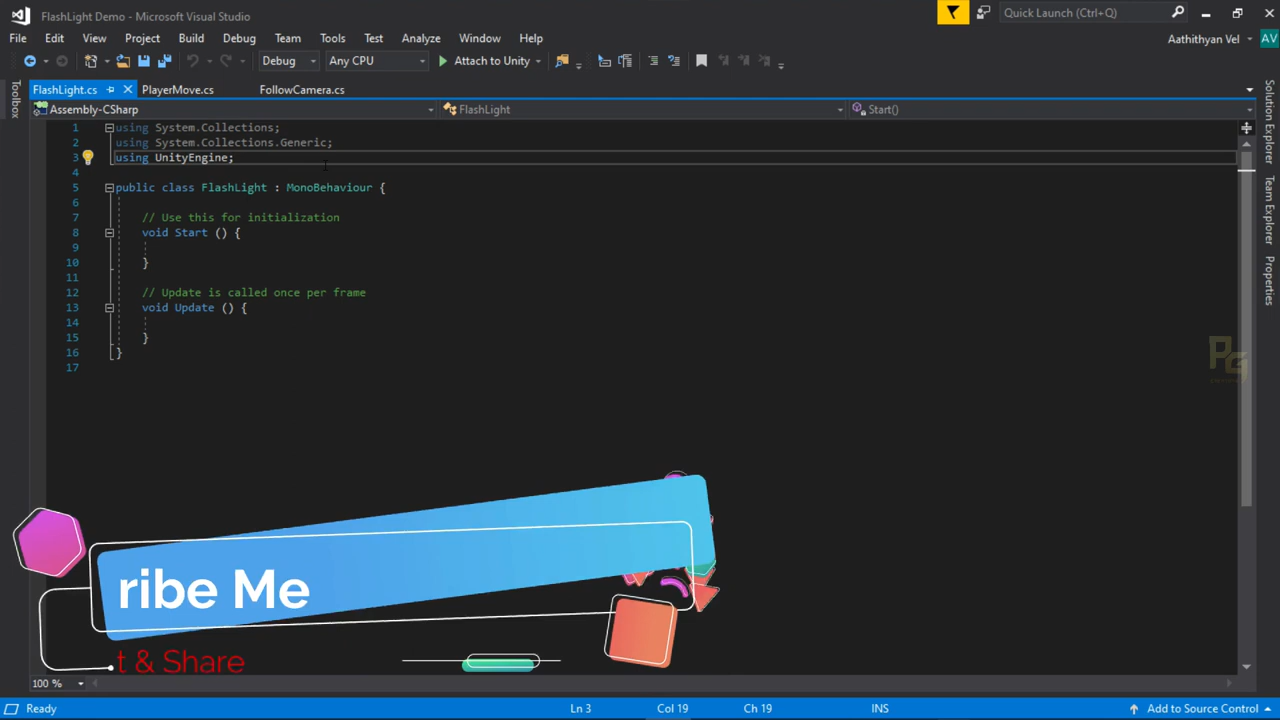 FlashLight Demo - Microsoft Visual Studio
Quick Launch (Ctrl+Q)
File Edit View Project Build Debug Team Tools Test Analyze Window Help
Aathithyan Vel AV
Debug Any CPU Attach to Unity
FlashLight.cs PlayerMove.cs FollowCamera.cs
Assembly-CSharp FlashLight Start()
Toolbox
Solution Explorer
Team Explorer
Properties
1 using System.Collections;
2 using System.Collections.Generic;
3 using UnityEngine;
4
5 public class FlashLight : MonoBehaviour {
6
7 // Use this for initialization
8 void Start () {
9
10 }
11
12 // Update is called once per frame
13 void Update () {
14
15 }
16 }
17
PG
ribe Me
t & Share
100 %
Ready Ln 3 Col 19 Ch 19 INS Add to Source Control